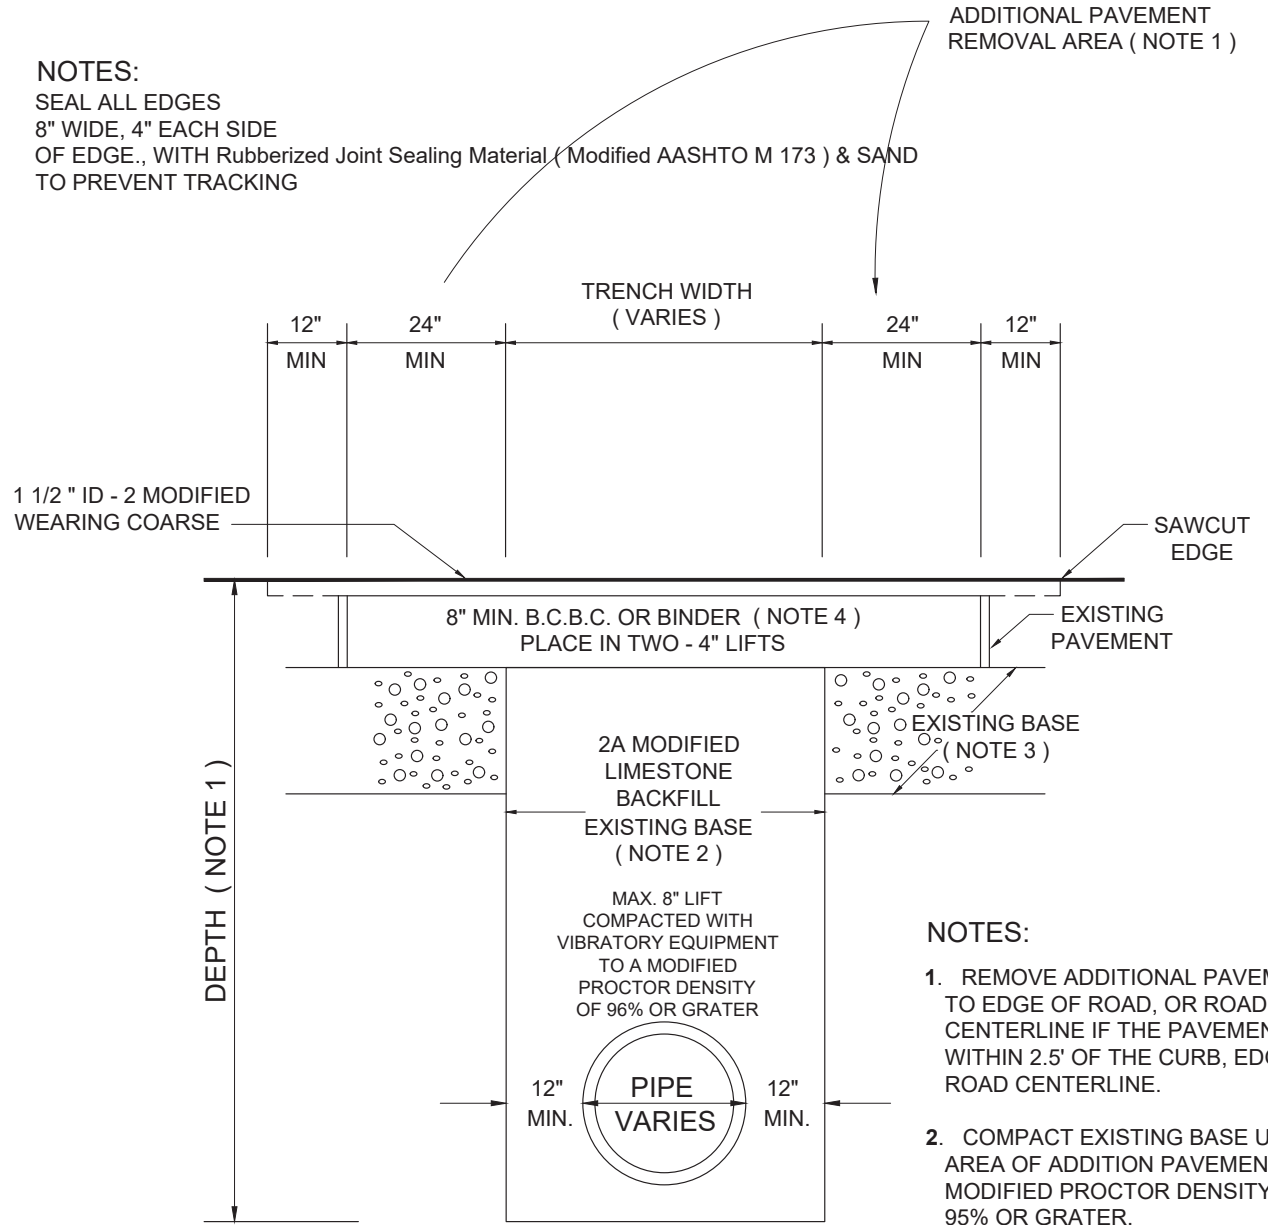 ADDITIONAL PAVEMENT
REMOVAL AREA ( NOTE 1 )
NOTES:
SEAL ALL EDGES
8" WIDE, 4" EACH SIDE
OF EDGE., WITH Rubberized Joint Sealing Material ( Modified AASHTO M 173 ) & SAND
TO PREVENT TRACKING
TRENCH WIDTH
( VARIES )
12"
MIN
24"
MIN
24"
MIN
12"
MIN
1 1/2 " ID - 2 MODIFIED
WEARING COARSE
SAWCUT
EDGE
8" MIN. B.C.B.C. OR BINDER ( NOTE 4 )
PLACE IN TWO - 4" LIFTS
EXISTING
PAVEMENT
EXISTING BASE
( NOTE 3 )
2A MODIFIED
LIMESTONE
BACKFILL
EXISTING BASE
( NOTE 2 )
MAX. 8" LIFT
COMPACTED WITH
VIBRATORY EQUIPMENT
TO A MODIFIED
PROCTOR DENSITY
OF 96% OR GRATER
DEPTH ( NOTE 1 )
12"
MIN.
PIPE
VARIES
12"
MIN.
NOTES:
1. REMOVE ADDITIONAL
TO EDGE OF ROAD, OR ROAD
CENTERLINE IF THE
WITHIN 2.5' OF THE CURB,
ROAD CENTERLINE.
2. COMPACT EXISTING BASE
AREA OF ADDITION
MODIFIED PROCTOR DENSITY
95% OR GRATER.